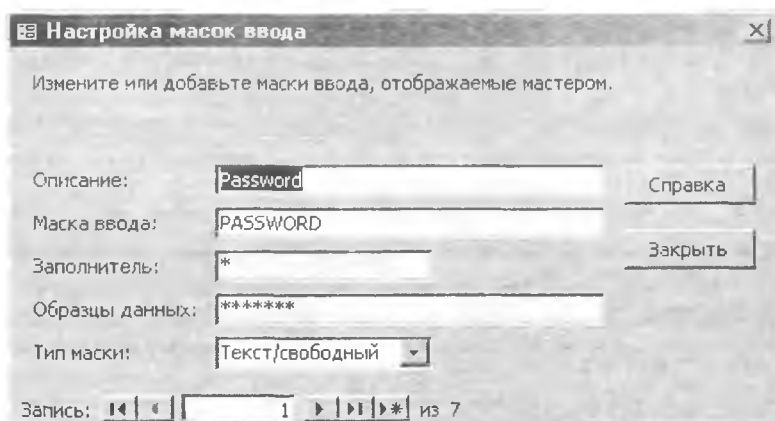 Настройка масок ввода
Измените или добавьте маски ввода, отображаемые мастером.
Описание: Password Справка
Маска ввода: PASSWORD
Заполнитель: * Закрыть
Образцы данных: *******
Тип маски: Текст/свободный
Запись: 1 из 7